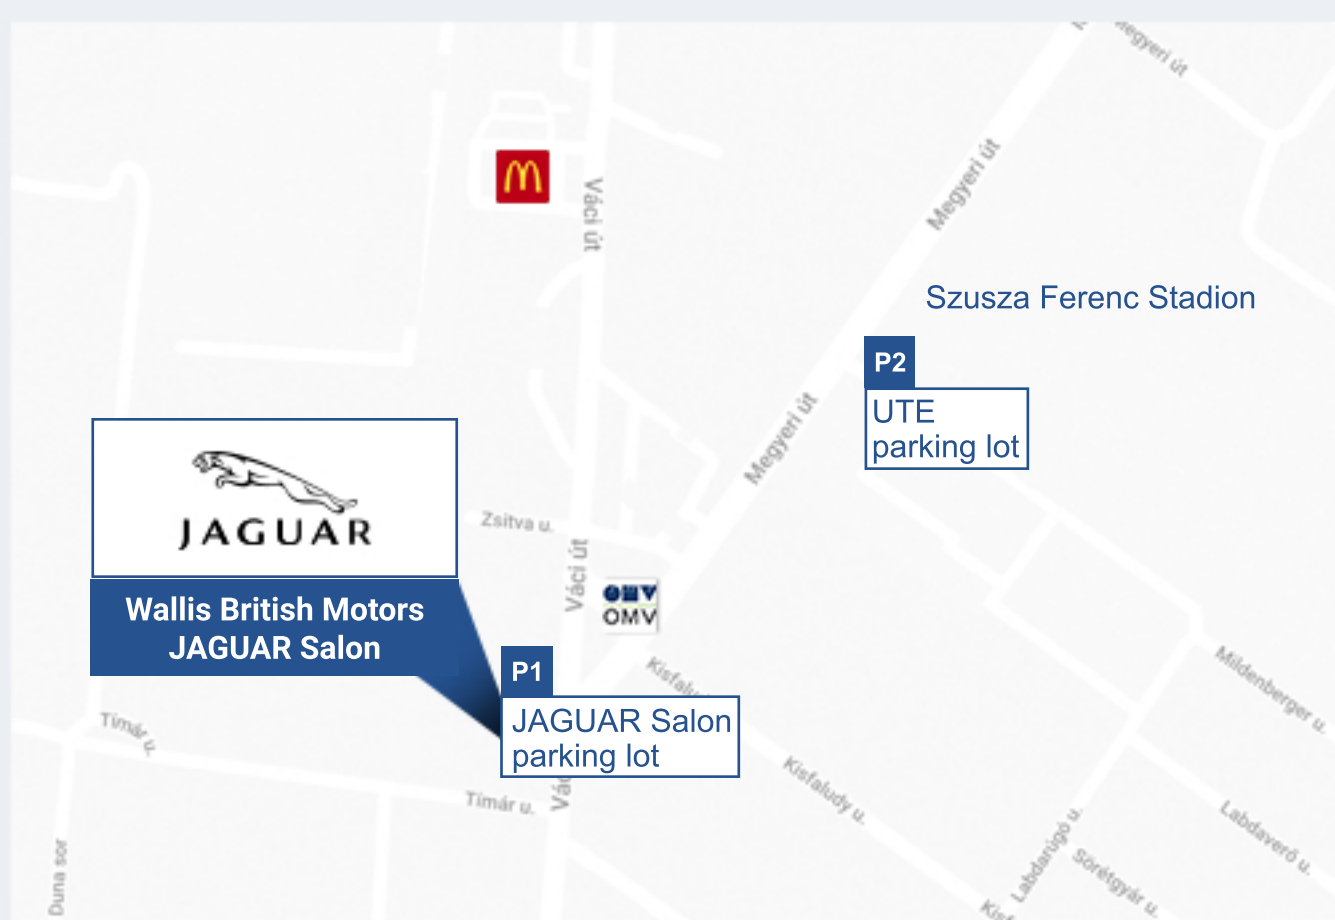 Megyeri út
Megyeri út
Váci út
Szusza Ferenc Stadion
P2
UTE
parking lot
Megyeri út
JAGUAR
Zsitva u.
Váci út
OMV
OMV
Wallis British Motors
JAGUAR Salon
P1
JAGUAR Salon
parking lot
Mildenberger u.
Tímár u.
Kisfaludy u.
Tímár u.
Labdaverő u.
Labdarúgó u.
Sörétgyár u.
Duna sor